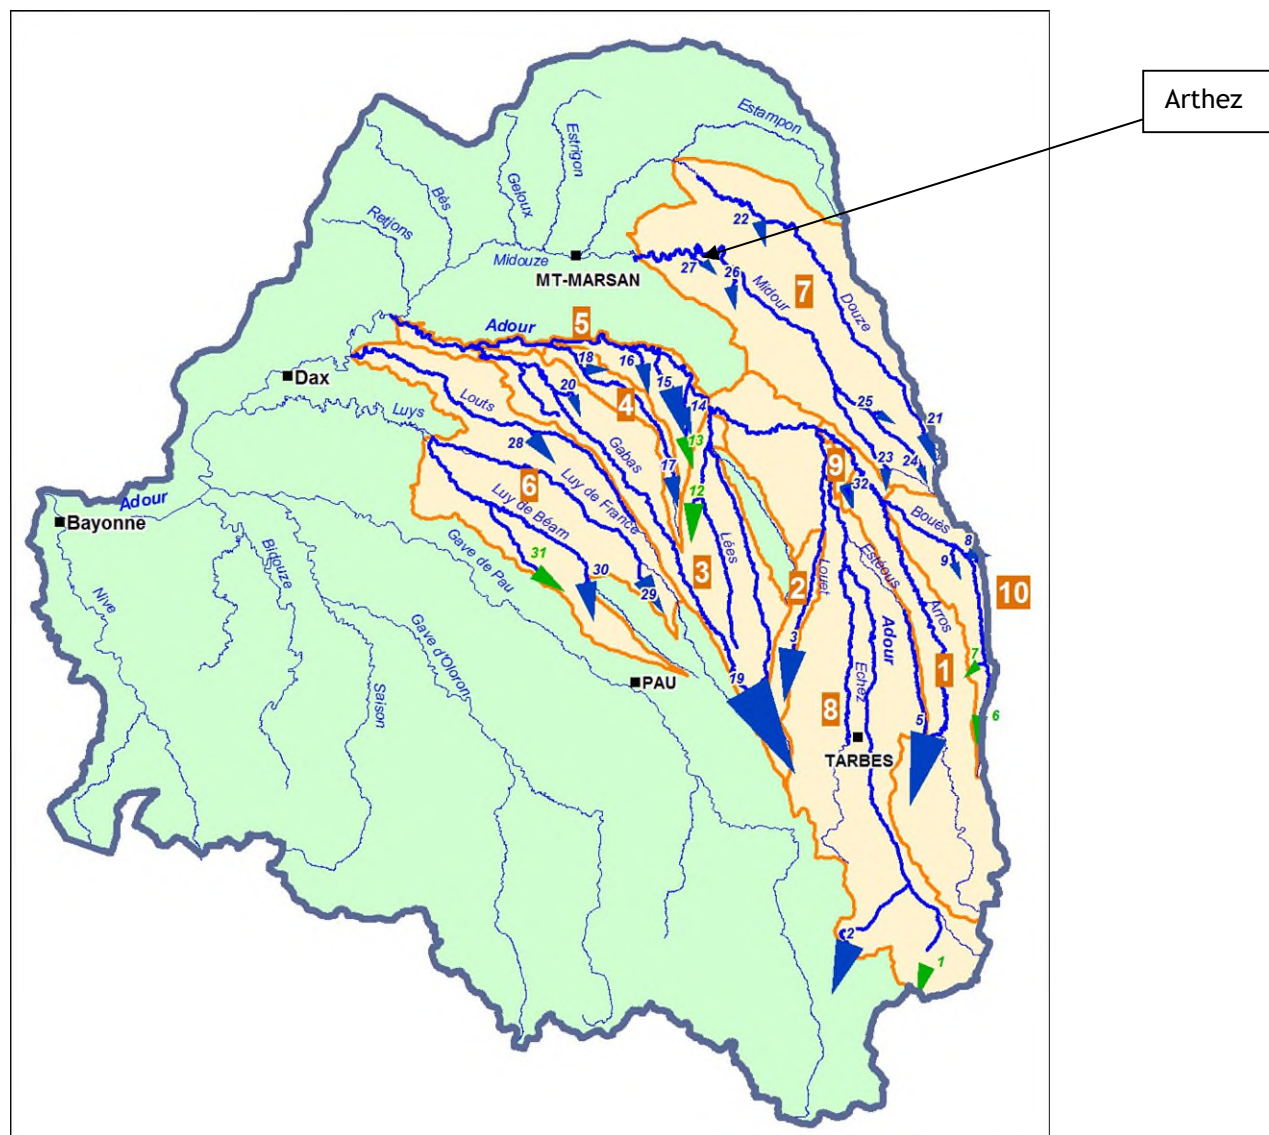 Arthez
Estampon
Estrigon
Geloux
Bès
Retjons
22
Midouze
MT-MARSAN
27
26
Midour
7
Douze
Adour
5
18
16
15
14
20
4
Dax
Louts
Luys
25
21
13
28
Gabas
17
9
23
24
32
6
Luy de France
12
Luy de Béarn
Bouès
8
9
Bayonne
Adour
Gave de Pau
Lées
Estéous
Bidouze
31
30
29
3
2
Louet
10
Nive
Arros
Adour
Gave d'Oloron
3
7
1
Echez
Saison
PAU
19
8
5
6
TARBES
2
1